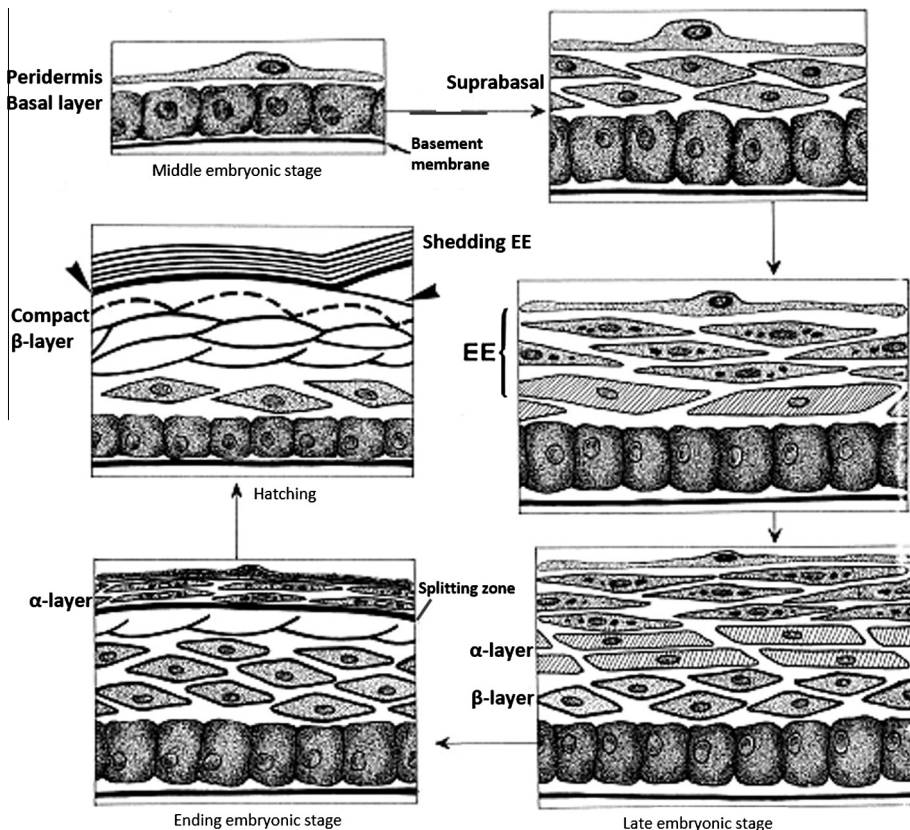 Peridermis
Basal layer
Basement
membrane
Middle embryonic stage
Suprabasal
EE
α-layer
β-layer
Late embryonic stage
α-layer
Splitting zone
Ending embryonic stage
Shedding EE
Compact
β-layer
Hatching